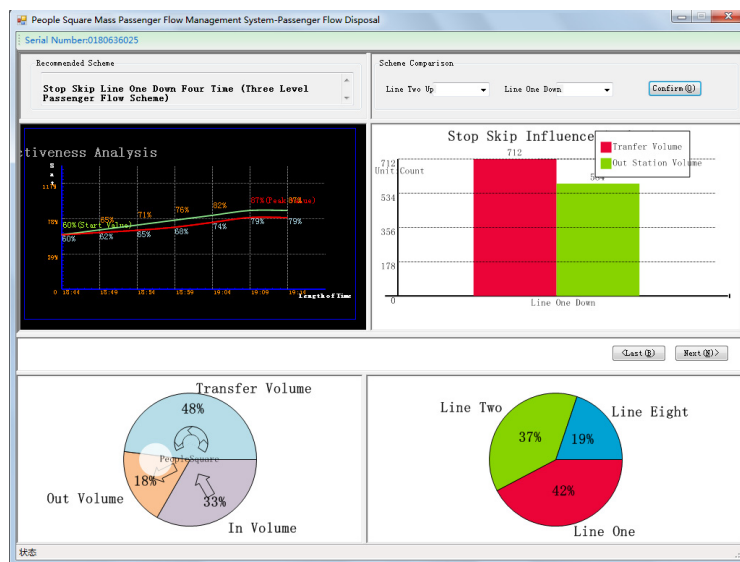 People Square Mass Passenger Flow Management System-Passenger Flow Disposal
Serial Number:0180636025
Recommended Scheme
Stop Skip Line One Down Four Time (Three Level
Passenger Flow Scheme)
Scheme Comparison
Line Two Up
Line One Down
Confirm(O)
tiveness Analysis
117%
78%
39%
0
60%(Start Value)
65%
71%
76%
82%
87%
60%
62%
65%
68%
74%
79%
79%
18:44
18:49
18:54
18:59
19:04
19:09
19:14
Length of Time
Stop Skip Influence
Tranfer Volume
Out Station Volume
Unit Count
712
712
534
356
178
0
Line One Down
<Last(B)
Next(N)>
Transfer Volume
48%
PeopleSquare
18%
Out Volume
33%
In Volume
Line Two
Line Eight
37%
19%
42%
Line One
状态